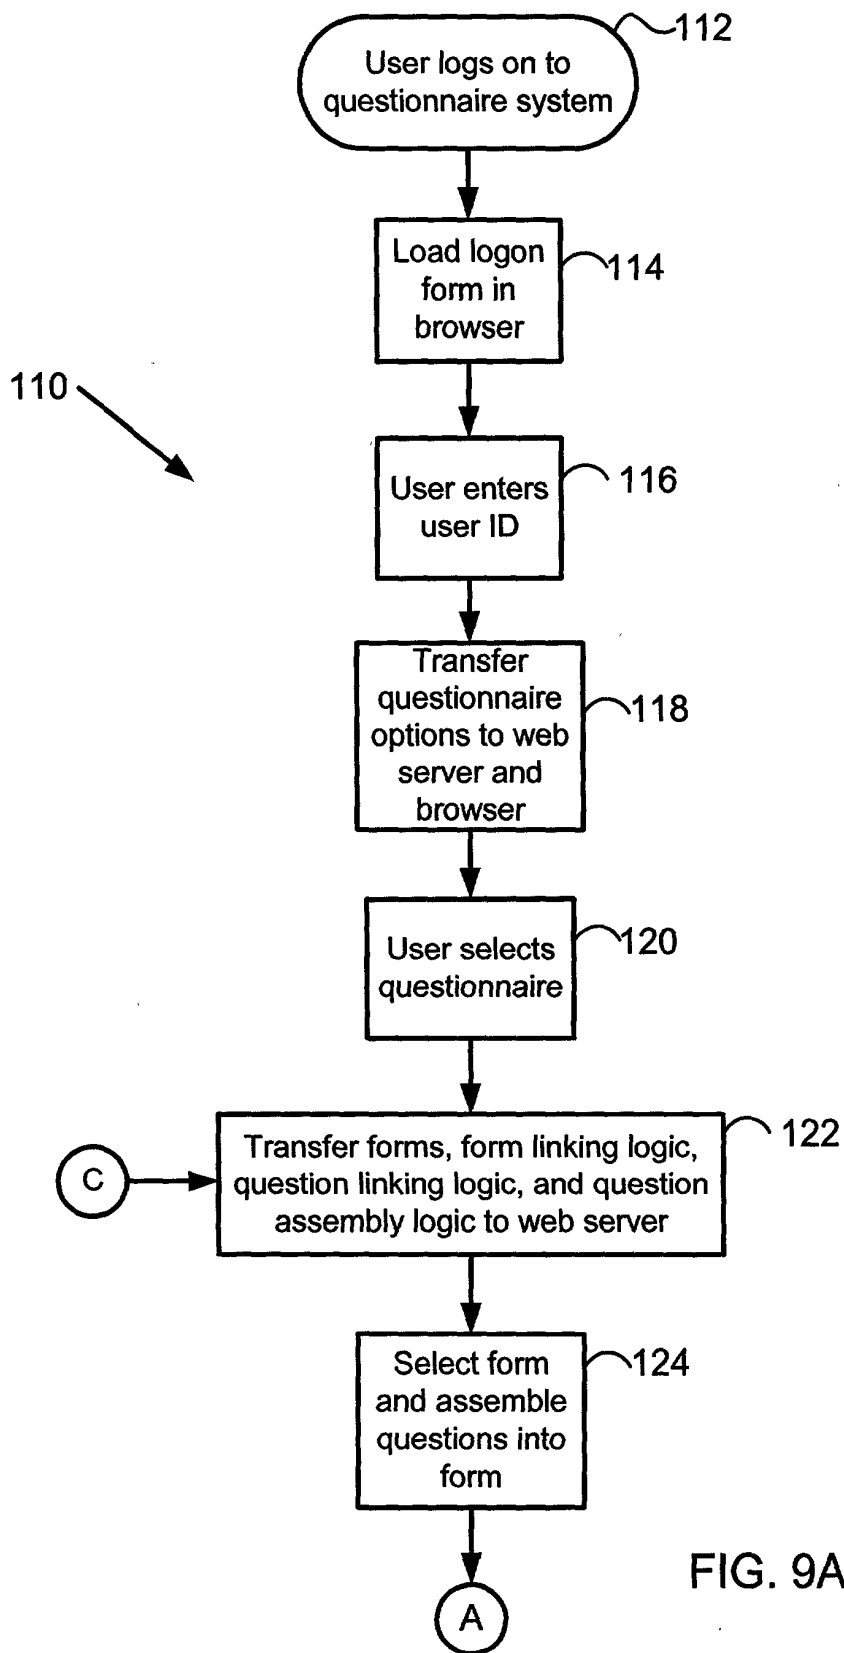 112
User logs on to
questionnaire system
Load logon
form in
browser
114
110
User enters
user ID
116
Transfer
questionnaire
options to web
server and
browser
118
User selects
questionnaire
120
Transfer forms, form linking logic,
question linking logic, and question
assembly logic to web server
122
C
Select form
and assemble
questions into
form
124
A
FIG. 9A